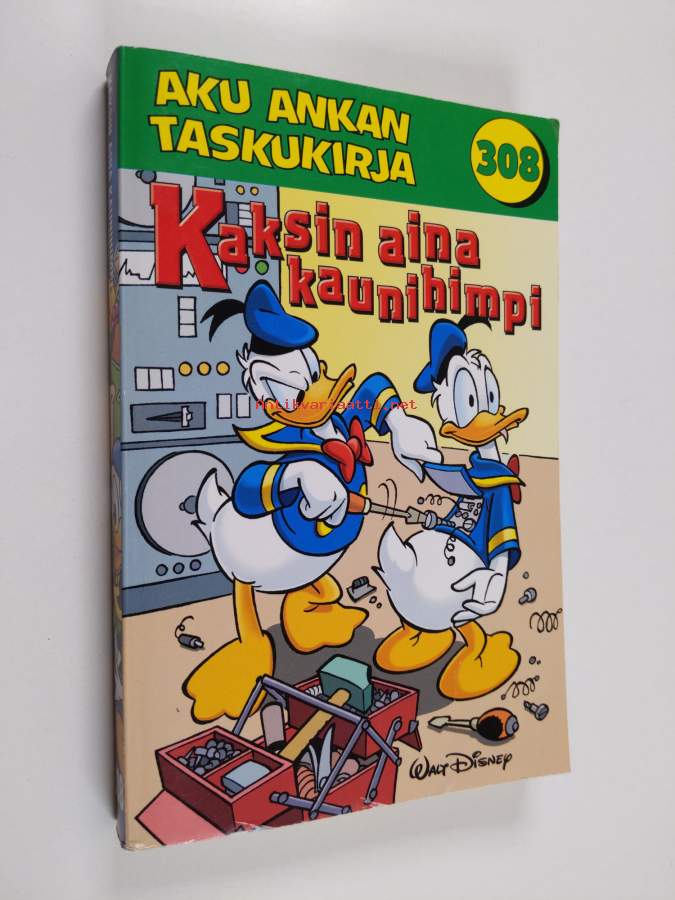 AKU ANKAN
TASKUKIRJA
308
Kaksin aina
kaunihimpi
antikvariaatti.net
WALT DISNEY